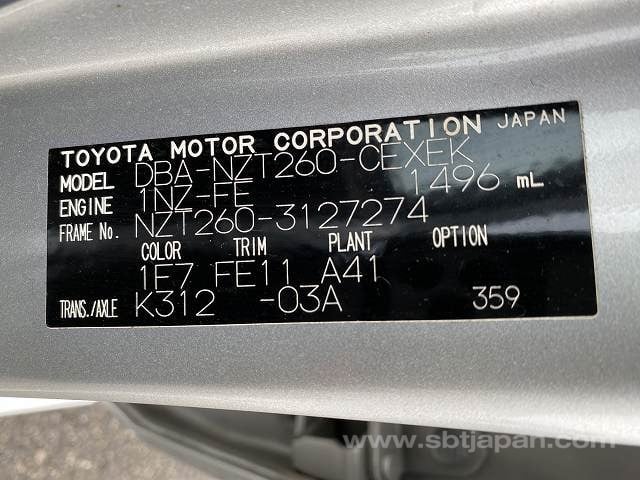 TOYOTA MOTOR CORPORATION JAPAN
MODEL DBA-NZT260-CEXEK
ENGINE 1NZ-FE 1496 mL
FRAME No. NZT260-3127274
COLOR TRIM PLANT OPTION
1E7 FE11 A41
TRANS./AXLE K312 -03A 359
www.sbtjapan.com